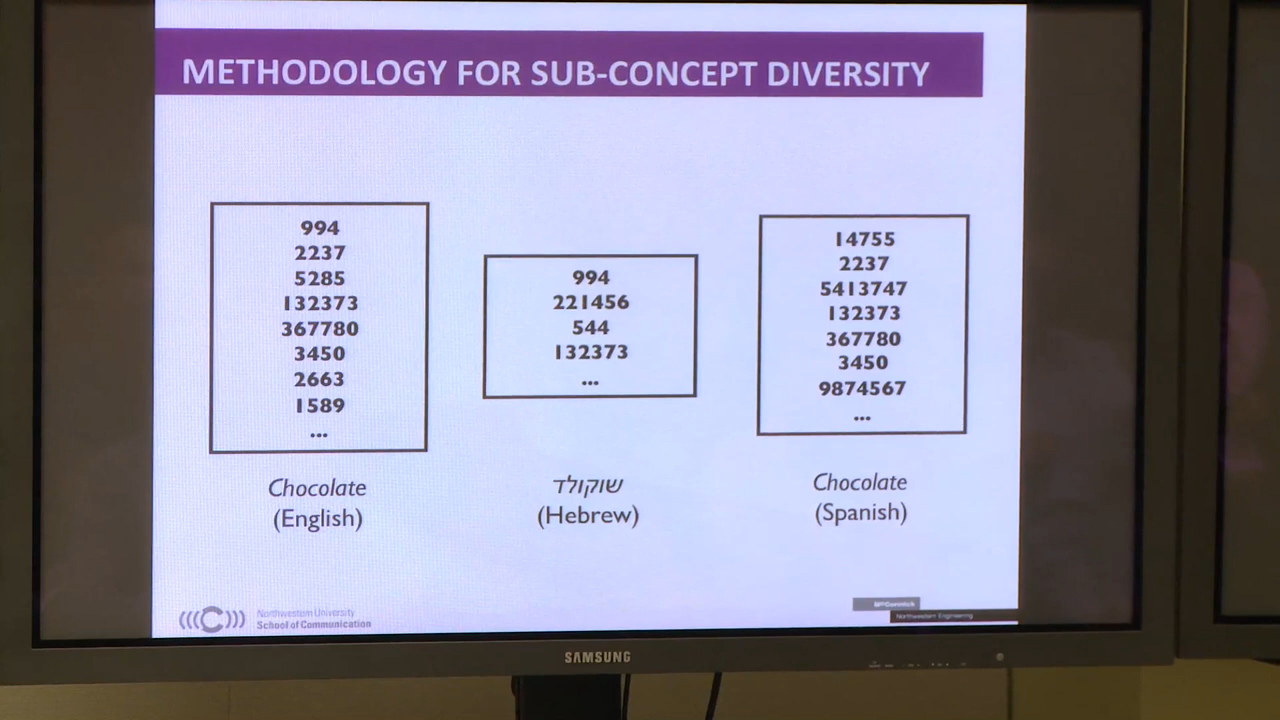 METHODOLOGY FOR SUB-CONCEPT DIVERSITY
994
2237
5285
132373
367780
3450
2663
1589
...
Chocolate
(English)
994
221456
544
132373
...
שוקולד
(Hebrew)
14755
2237
5413747
132373
367780
3450
9874567
...
Chocolate
(Spanish)
(((C)))
Northwestern University
School of Communication
McCormick
Northwestern Engineering
SAMSUNG